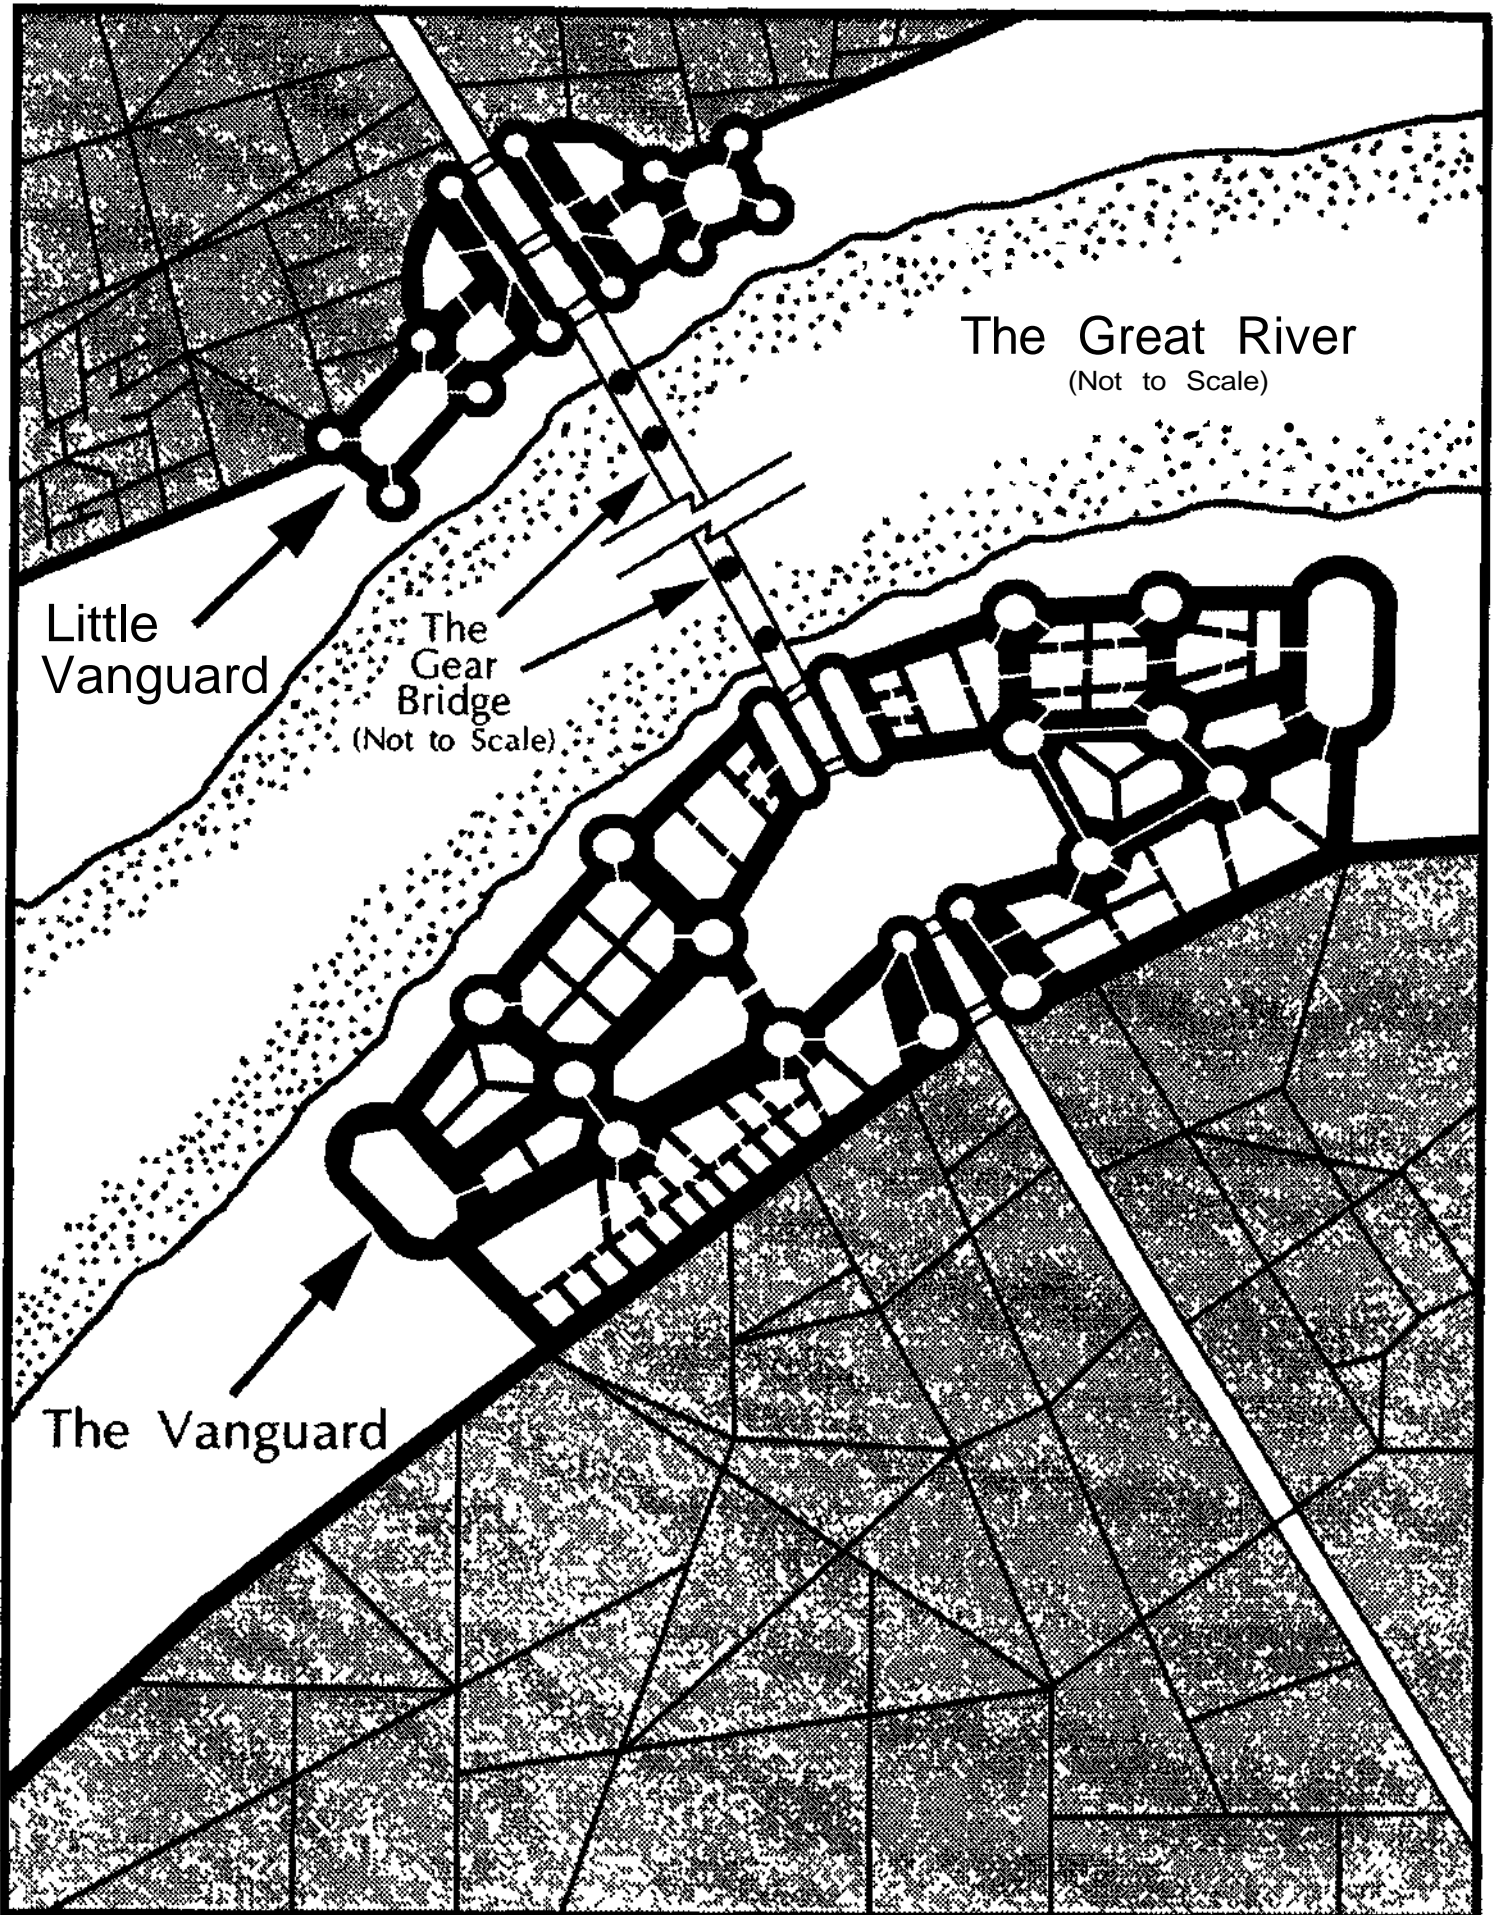 The Great River
(Not to Scale)
Little
Vanguard
The
Gear
Bridge
(Not to Scale)
The Vanguard